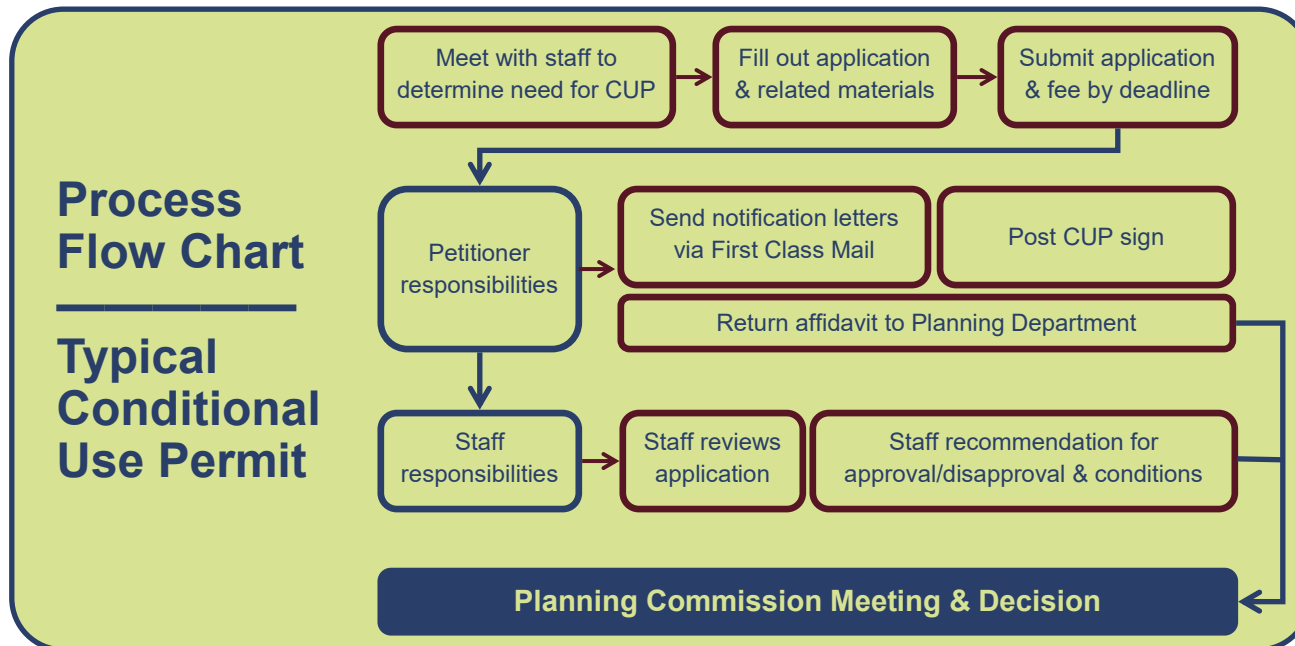 Process
Flow Chart
Typical
Conditional
Use Permit
Meet with staff to
determine need for CUP
Fill out application
& related materials
Submit application
& fee by deadline
Petitioner
responsibilities
Send notification letters
via First Class Mail
Post CUP sign
Return affidavit to Planning Department
Staff
responsibilities
Staff reviews
application
Staff recommendation for
approval/disapproval & conditions
Planning Commission Meeting & Decision